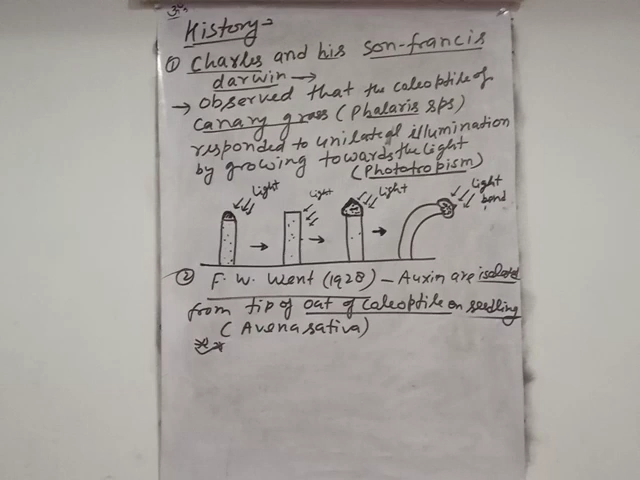 ॐ
History→
① Charles and his son-francis
darwin →
→ Observed that the coleoptile of
canary grass (Phalaris sps)
responded to unilateral illumination
by growing towards the light
(Phototropism)
light light light light
bend
② F. W. Went (1928) – Auxin are isolated
from tip of oat of coleoptile on seedling
(Avena sativa)